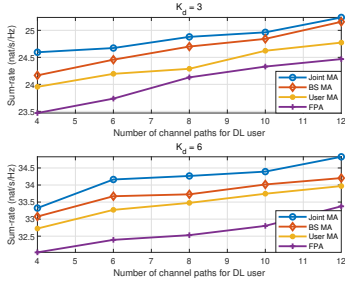 K_d = 3
Sum-rate (nat/s/Hz)
25
24.5
24
23.5
4 5 6 7 8 9 10 11 12
Joint MA
BS MA
User MA
FPA
Number of channel paths for DL user
K_d = 6
Sum-rate (nat/s/Hz)
34.5
34
33.5
33
32.5
4 5 6 7 8 9 10 11 12
Joint MA
BS MA
User MA
FPA
Number of channel paths for DL user